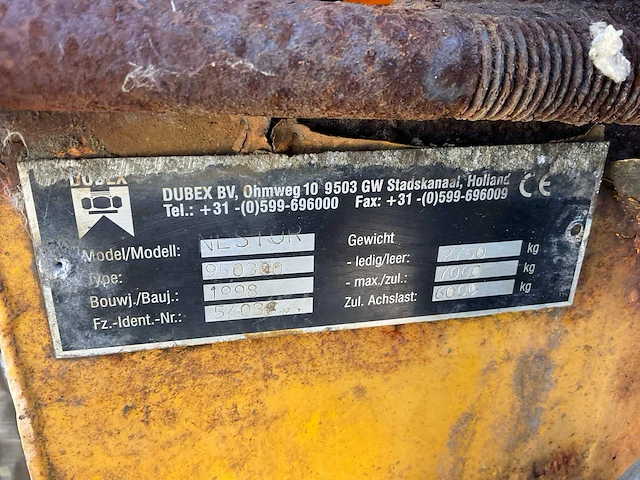 DUBEX
DUBEX BV, Ohmweg 10 9503 GW Stadskanaal, Holland CE
Tel.: +31 -(0)599-696000 Fax: +31 -(0)599-696009
Model/Modell: NESTOR
Type:
Bouwj./Bauj.: 1998
Fz.-Ident.-Nr.:
Gewicht
- ledig/leer: kg
- max./zul.: 7000 kg
Zul. Achslast: 6000 kg